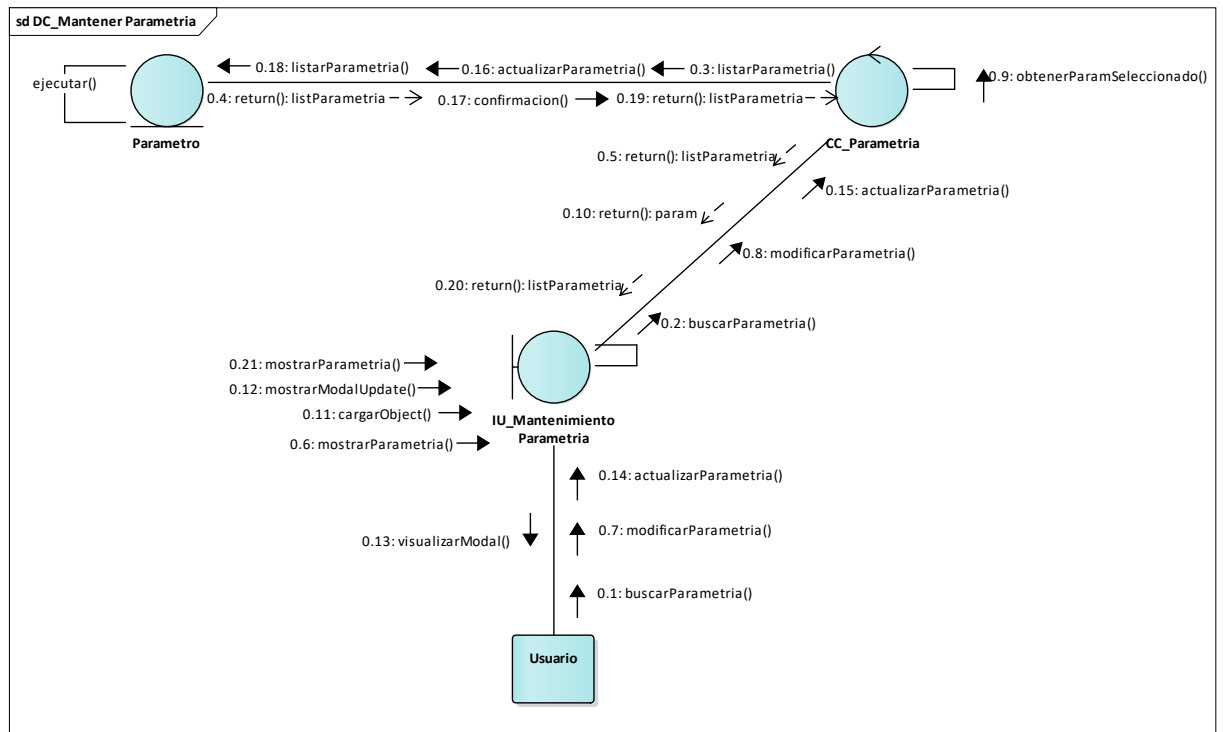 sd DC_Mantener Parametria
0.18: listarParametria()
0.16: actualizarParametria()
0.3: listarParametria()
ejecutar()
0.9: obtenerParamSeleccionado()
0.4: return(): listParametria
0.17: confirmacion()
0.19: return(): listParametria
Parametro
CC_Parametria
0.5: return(): listParametria
0.15: actualizarParametria()
0.10: return(): param
0.8: modificarParametria()
0.20: return(): listParametria
0.2: buscarParametria()
0.21: mostrarParametria()
0.12: mostrarModalUpdate()
0.11: cargarObject()
IU_Mantenimiento
Parametria
0.6: mostrarParametria()
0.14: actualizarParametria()
0.7: modificarParametria()
0.13: visualizarModal()
0.1: buscarParametria()
Usuario